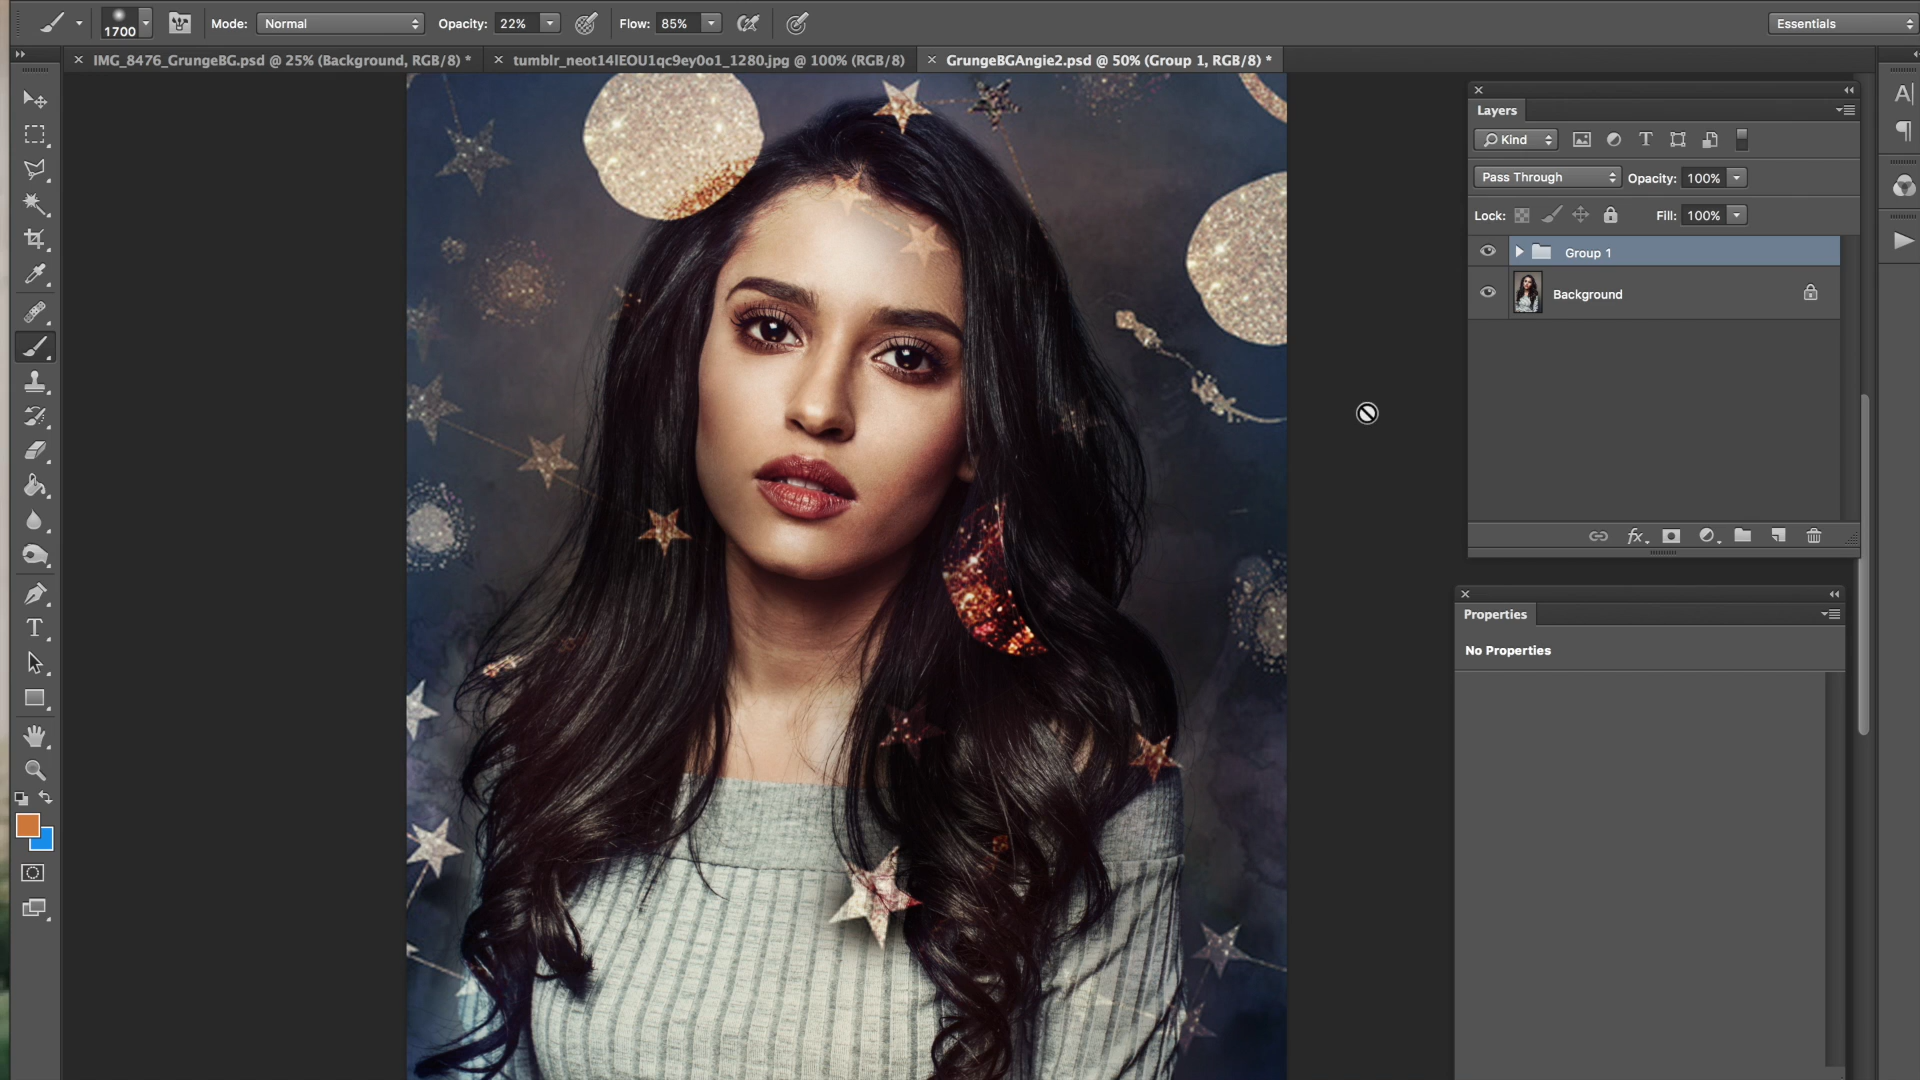 1700
Mode: Normal
Opacity: 22%
Flow: 85%
Essentials
IMG_8476_GrungeBG.psd @ 25% (Background, RGB/8) *
tumblr_neot14lEOU1qc9ey0o1_1280.jpg @ 100% (RGB/8)
GrungeBGAngie2.psd @ 50% (Group 1, RGB/8) *
Layers
Kind
Pass Through
Opacity: 100%
Lock:
Fill: 100%
Group 1
Background
fx
Properties
No Properties